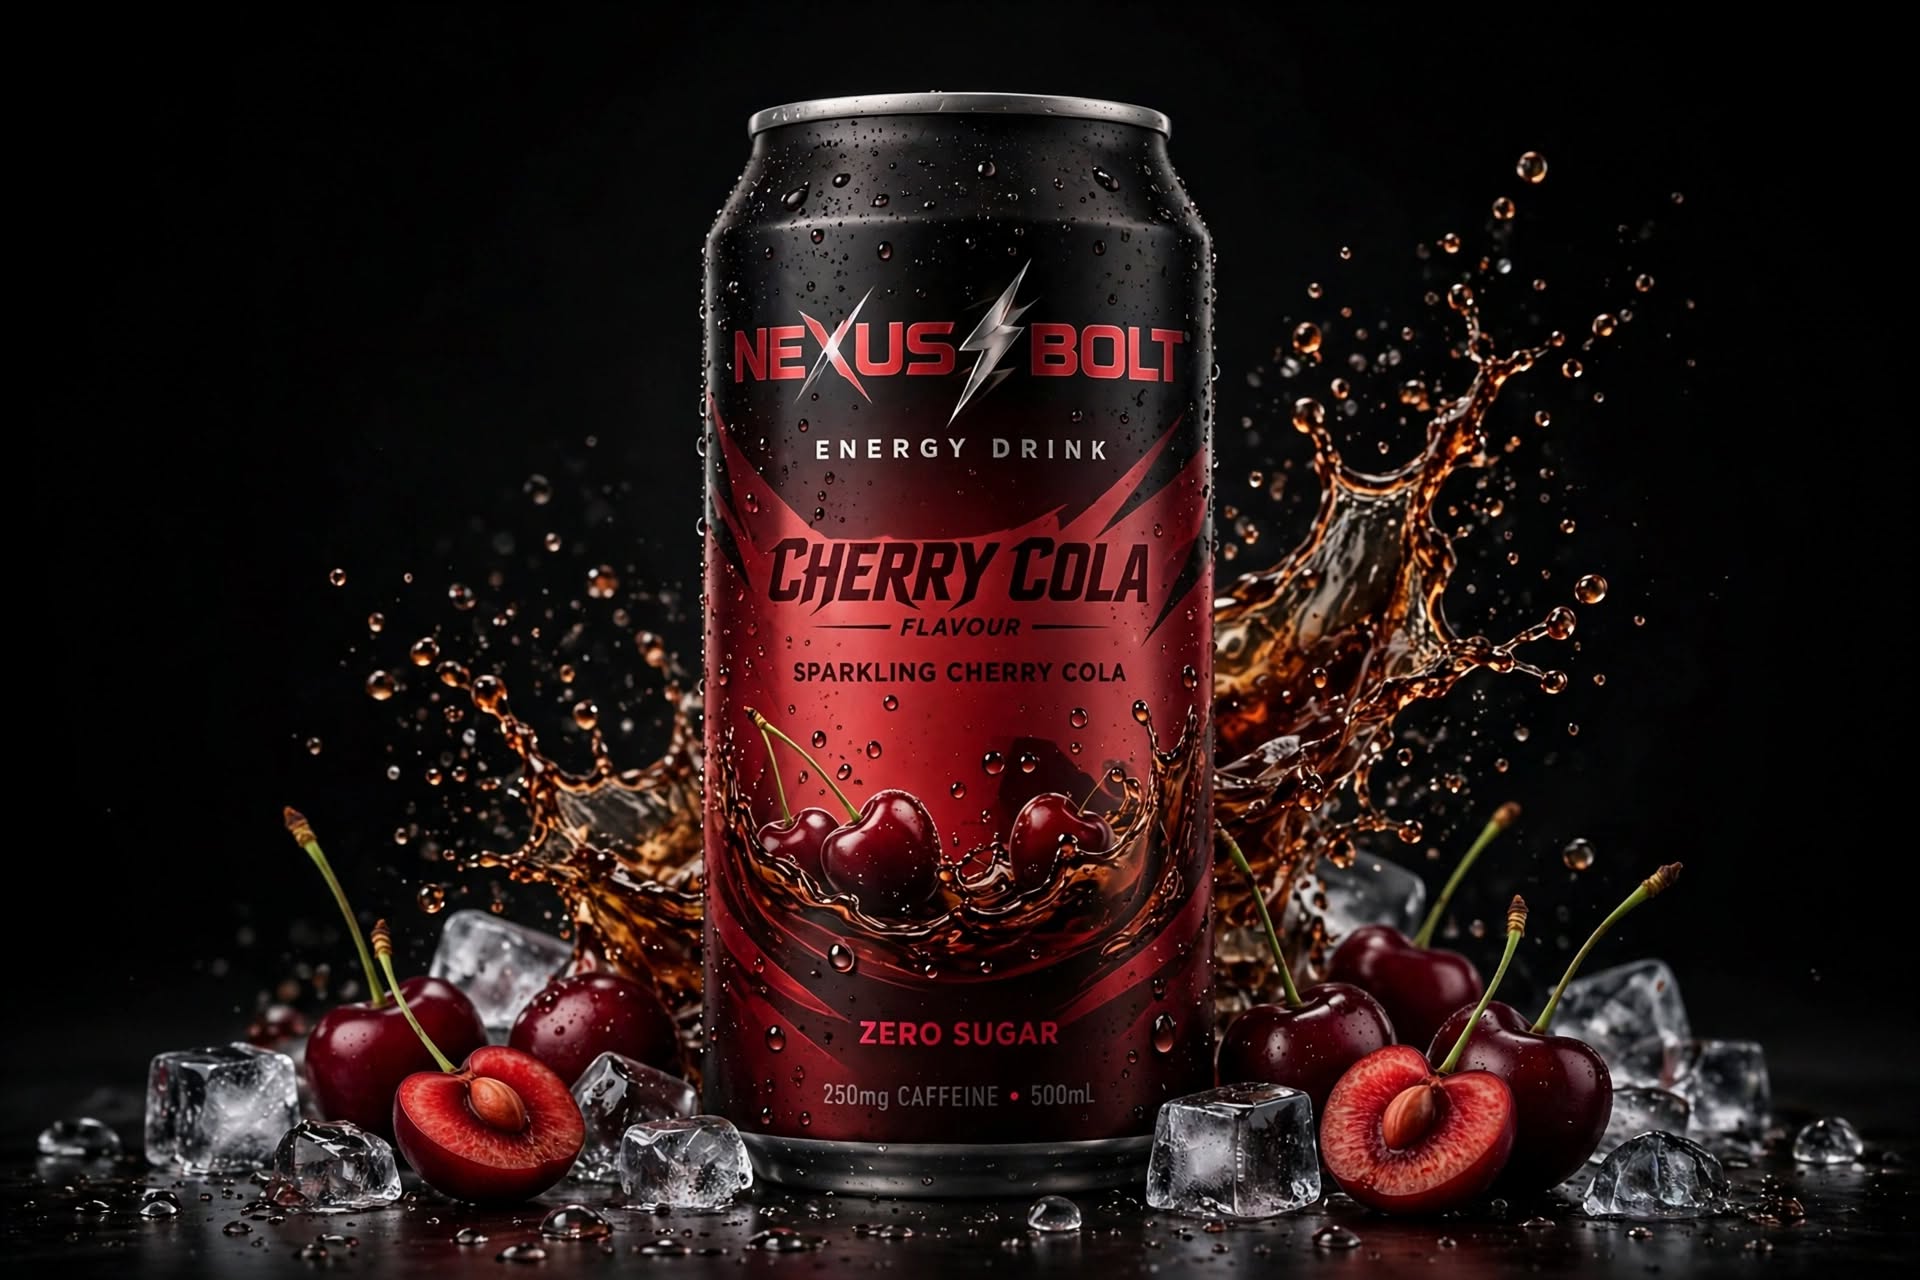 NEXUS BOLT
ENERGY DRINK
CHERRY COLA
FLAVOUR
SPARKLING CHERRY COLA
ZERO SUGAR
250mg CAFFEINE • 500mL